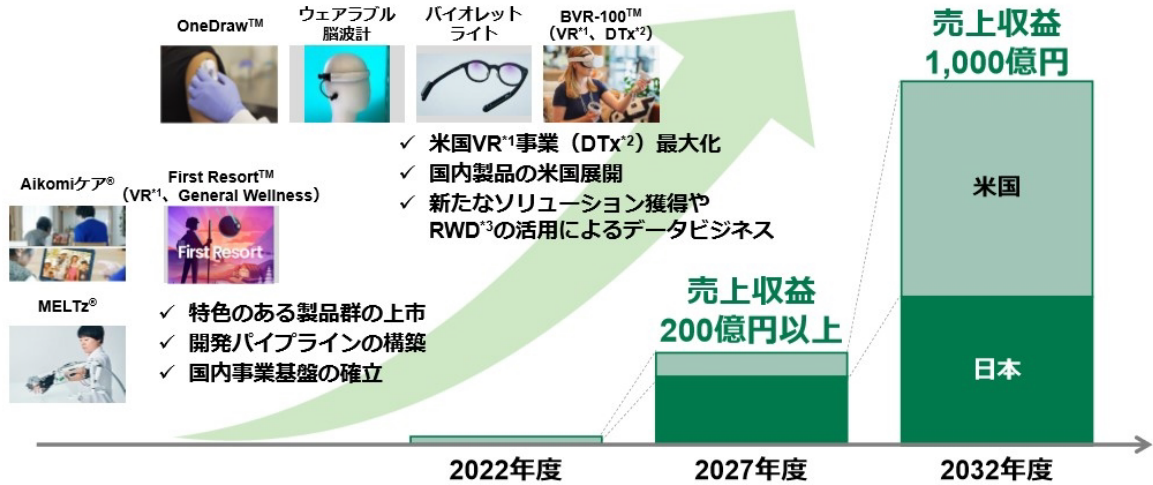 OneDraw™
ウェアラブル
脳波計
バイオレット
ライト
BVR-100™
（VR*1、DTx*2）
✓ 米国VR*1事業（DTx*2）最大化
✓ 国内製品の米国展開
✓ 新たなソリューション獲得や
RWD*3の活用によるデータビジネス
Aikomiケア®
First Resort™
（VR*1、General Wellness）
First Resort
MELTz®
✓ 特色のある製品群の上市
✓ 開発パイプラインの構築
✓ 国内事業基盤の確立
売上収益
200億円以上
売上収益
1,000億円
米国
日本
2022年度
2027年度
2032年度